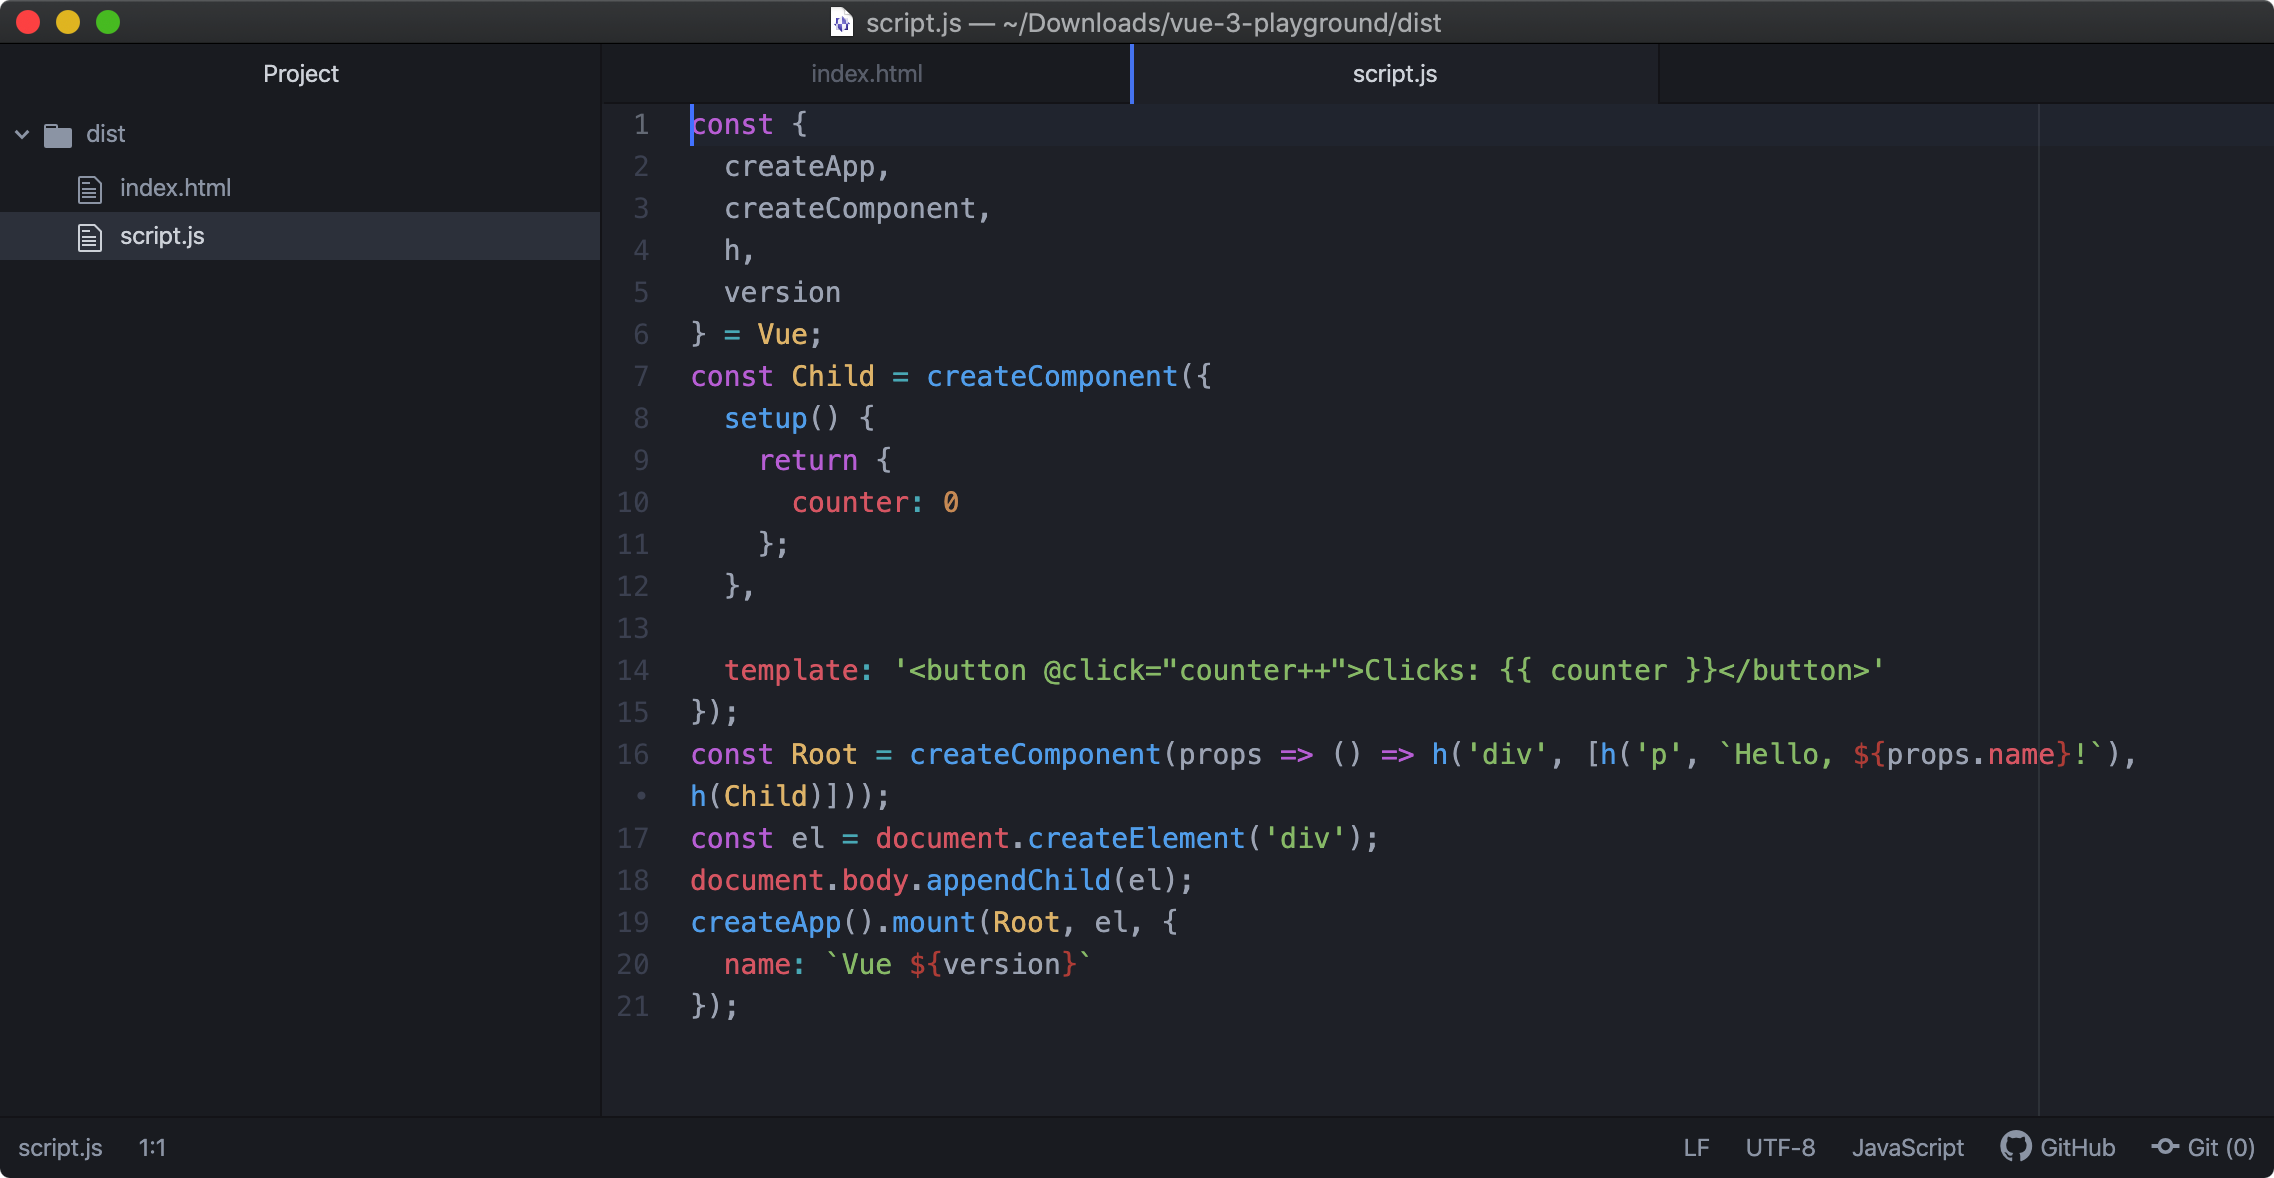 script.js — ~/Downloads/vue-3-playground/dist
Project
index.html
script.js
dist
index.html
script.js
1 const {
2   createApp,
3   createComponent,
4   h,
5   version
6 } = Vue;
7 const Child = createComponent({
8   setup() {
9     return {
10       counter: 0
11     };
12   },
13
14   template: '<button @click="counter++">Clicks: {{ counter }}</button>'
15 });
16 const Root = createComponent(props => () => h('div', [h('p', `Hello, ${props.name}!`),
• h(Child)]));
17 const el = document.createElement('div');
18 document.body.appendChild(el);
19 createApp().mount(Root, el, {
20   name: `Vue ${version}`
21 });
script.js 1:1 LF UTF-8 JavaScript GitHub Git (0)